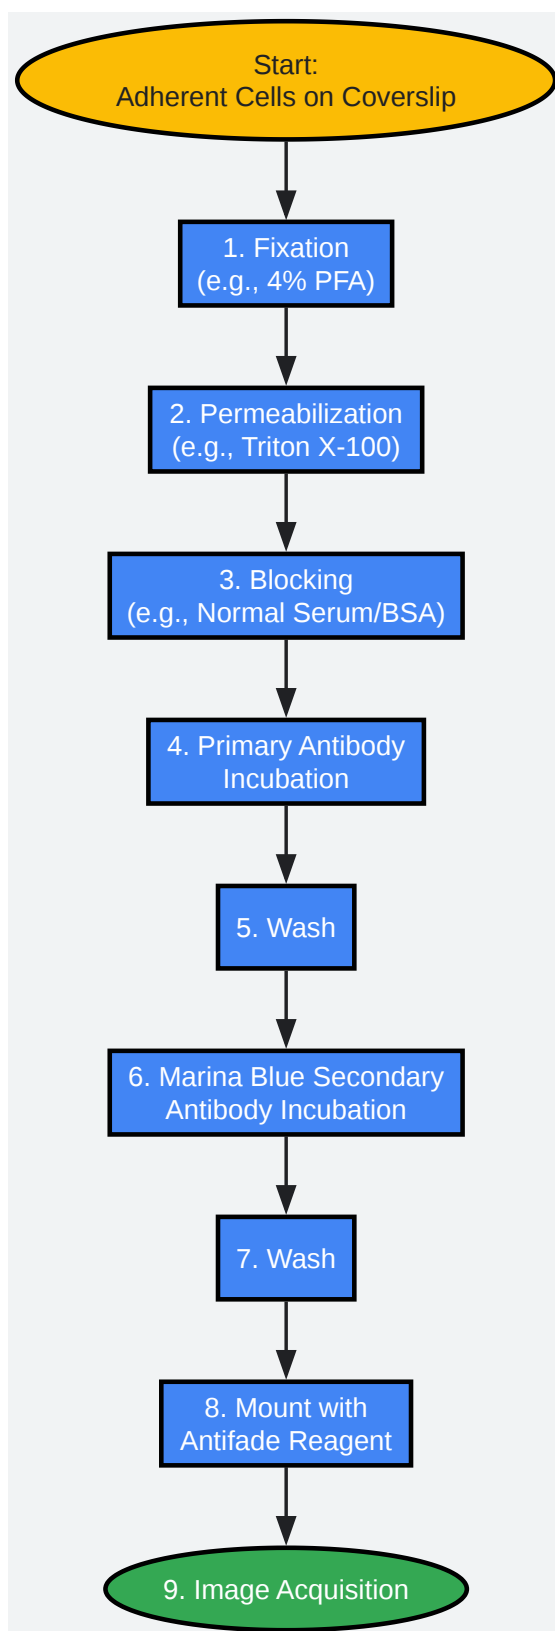 Start:
Adherent Cells on Coverslip
1. Fixation
(e.g., 4% PFA)
2. Permeabilization
(e.g., Triton X-100)
3. Blocking
(e.g., Normal Serum/BSA)
4. Primary Antibody
Incubation
5. Wash
6. Marina Blue Secondary
Antibody Incubation
7. Wash
8. Mount with
Antifade Reagent
9. Image Acquisition